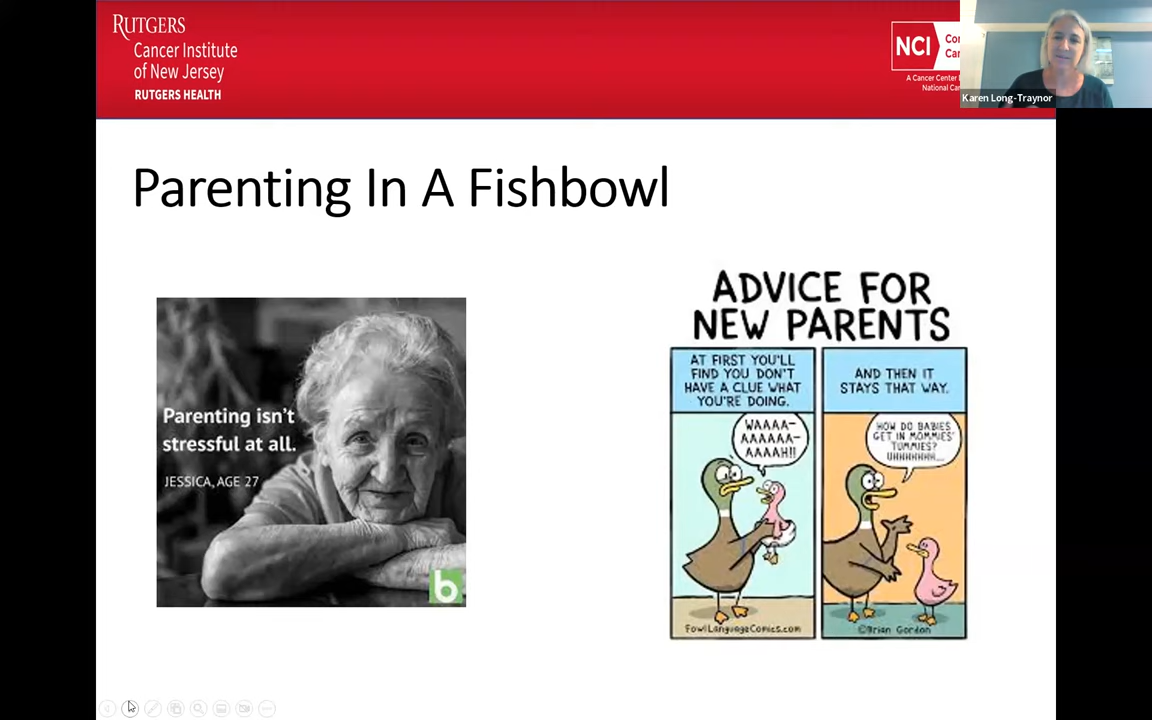 RUTGERS
Cancer Institute
of New Jersey
RUTGERS HEALTH
NCI
A Cancer Center
National
Karen Long-Traynor
Parenting In A Fishbowl
Parenting isn't
stressful at all.
JESSICA, AGE 27
b
ADVICE FOR
NEW PARENTS
AT FIRST YOU'LL
FIND YOU DON'T
HAVE A CLUE WHAT
YOU'RE DOING.
WAAAA-
AAAAAA-
AAAAH!!
FowlLanguageComics.com
AND THEN IT
STAYS THAT WAY.
HOW DO BABIES
GET IN MOMMIES'
TUMMIES?
UHHHHHHH...
©Brian Gordon